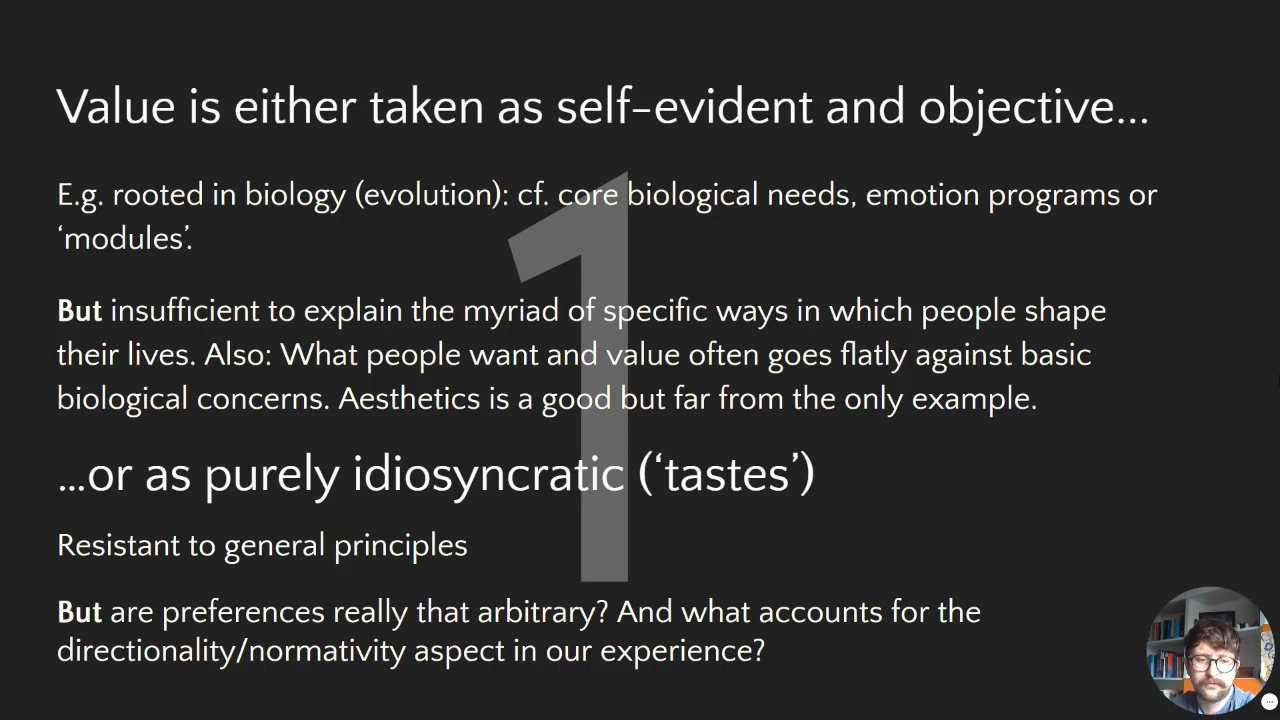 Value is either taken as self-evident and objective...
E.g. rooted in biology (evolution): cf. core biological needs, emotion programs or
‘modules’.
But insufficient to explain the myriad of specific ways in which people shape
their lives. Also: What people want and value often goes flatly against basic
biological concerns. Aesthetics is a good but far from the only example.
...or as purely idiosyncratic (‘tastes’)
Resistant to general principles
But are preferences really that arbitrary? And what accounts for the
directionality/normativity aspect in our experience?
1